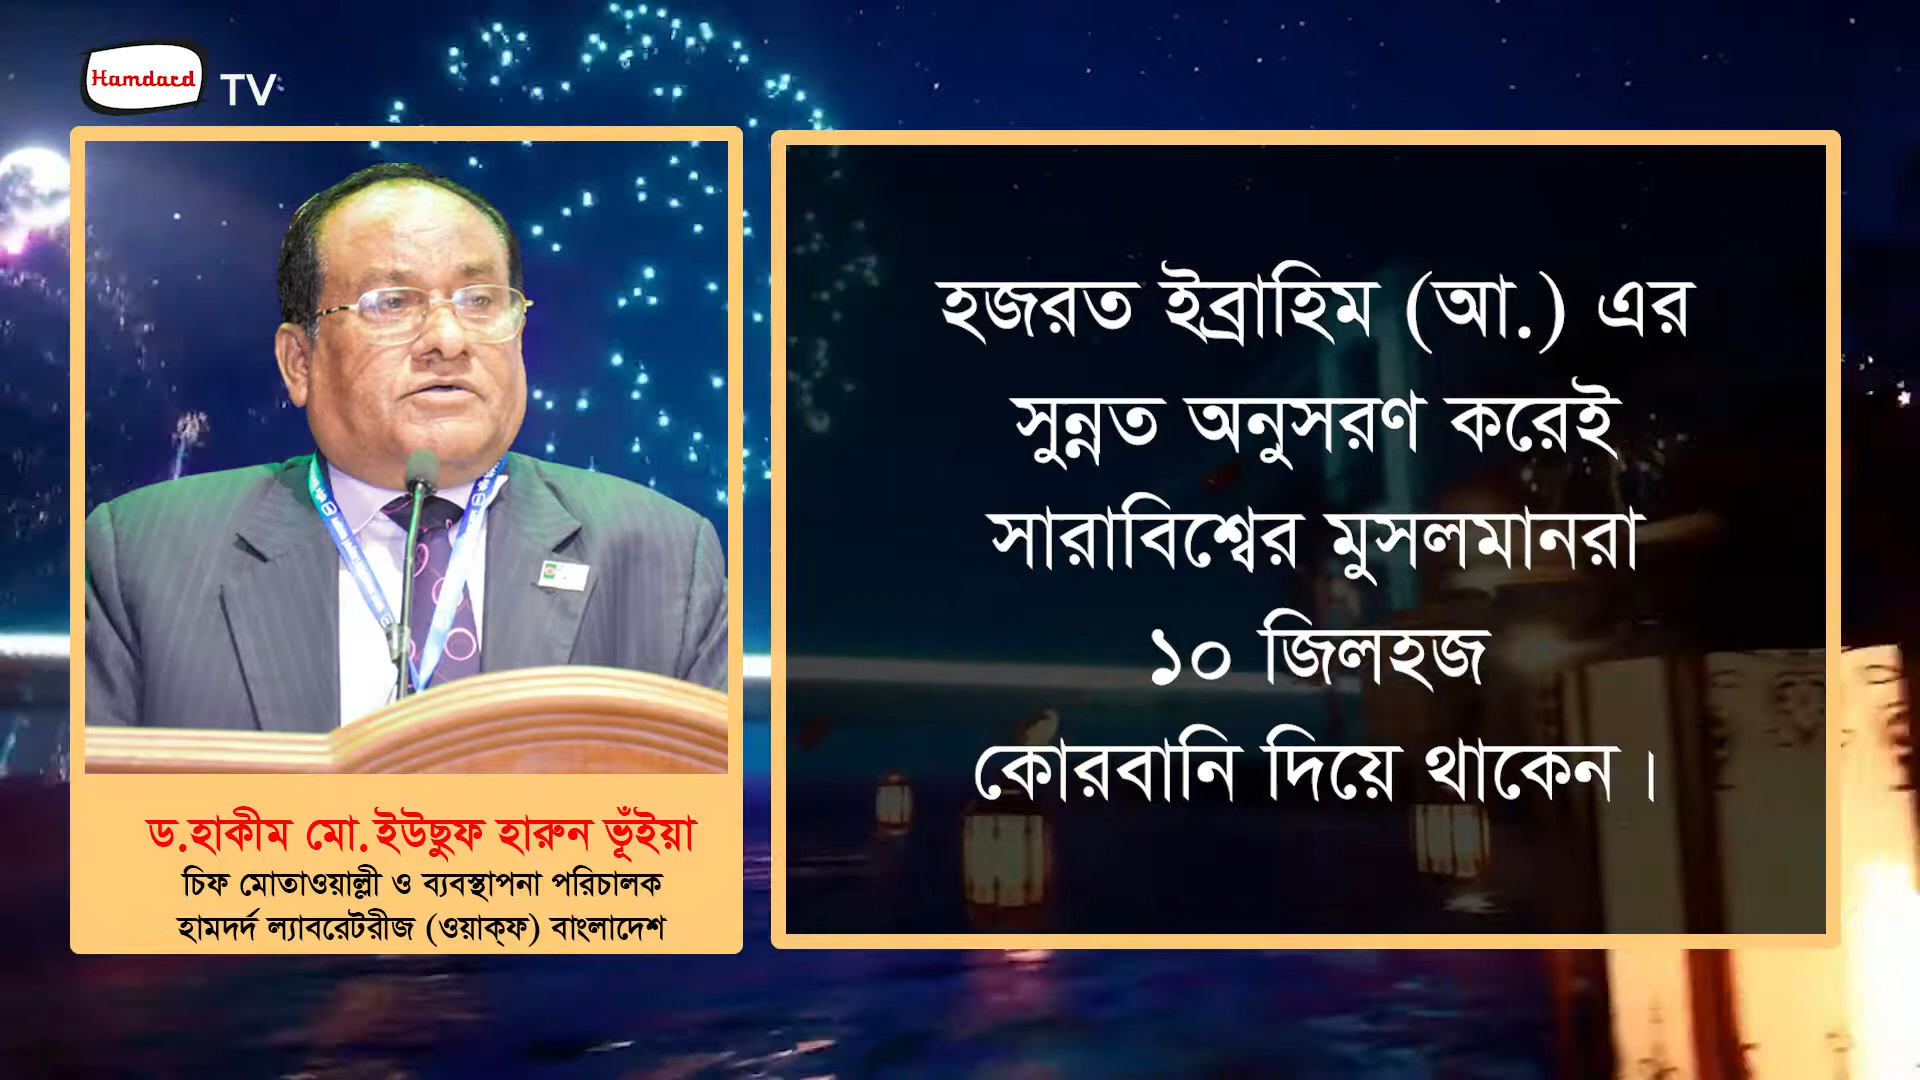 Hamdard TV
হজরত ইব্রাহিম (আ.) এর
সুন্নত অনুসরণ করেই
সারাবিশ্বের মুসলমানরা
১০ জিলহজ
কোরবানি দিয়ে থাকেন।
ড.হাকীম মো.ইউছুফ হারুন ভূঁইয়া
চিফ মোতাওয়াল্লী ও ব্যবস্থাপনা পরিচালক
হামদর্দ ল্যাবরেটরীজ (ওয়াক্‌ফ) বাংলাদেশ